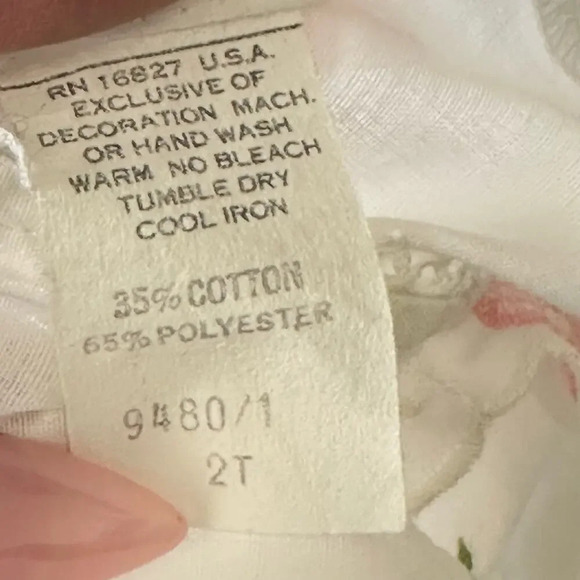 RN 16827 U.S.A.
EXCLUSIVE OF
DECORATION MACH.
OR HAND WASH
WARM NO BLEACH
TUMBLE DRY
COOL IRON
35% COTTON
65% POLYESTER
9480/1
2T